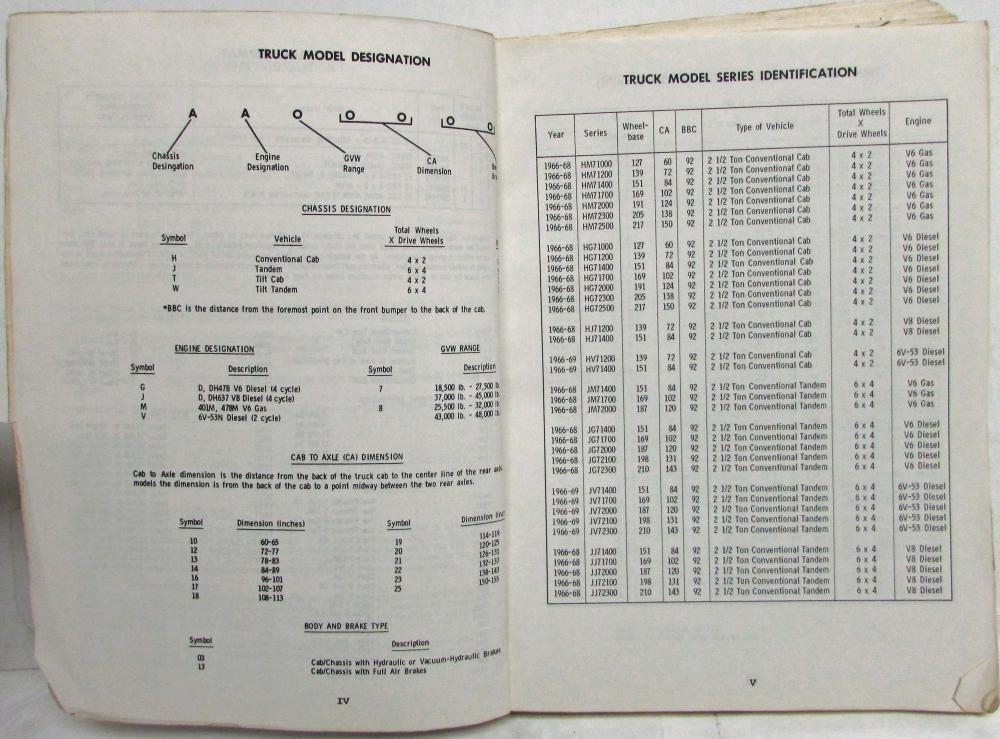 TRUCK MODEL DESIGNATION
A A O O O O O
Chassis Engine GVW CA
Desingation Designation Range Dimension
CHASSIS DESIGNATION
Total Wheels
Symbol Vehicle X Drive Wheels
H Conventional Cab 4 x 2
J Tandem 6 x 4
T Tilt Cab 4 x 2
W Tilt Tandem 6 x 4
*BBC is the distance from the foremost point on the front bumper to the back of the cab.
ENGINE DESIGNATION GVW RANGE
Symbol Description Symbol Description
G D, DH478 V6 Diesel (4 cycle) 7 18,500 lb. - 27,500 lb
J D, DH637 V8 Diesel (4 cycle) 37,000 lb. - 45,000 lb
M 401M, 478M V6 Gas 8 25,500 lb. - 32,000 lb
V 6V-53N Diesel (2 cycle) 43,000 lb. - 48,000 lb
CAB TO AXLE (CA) DIMENSION
Cab to Axle dimension is the distance from the back of the truck cab to the center line of the rear axle
models the dimension is from the back of cab to a point midway between the two rear axles.
Symbol Dimension (inches) Symbol Dimension (inc
10 60-65 19 114-119
12 72-77 20 120-125
13 78-83 21 126-131
14 84-89 22 132-137
16 96-101 23 138-143
17 102-107 25 150-155
18 108-113
BODY AND BRAKE TYPE
Symbol Description
03 Cab/Chassis with Hydraulic or Vacuum-Hydraulic Brakes
13 Cab/Chassis with Full Air Brakes
IV
TRUCK MODEL SERIES IDENTIFICATION
Year Series Wheel-base CA BBC Type of Vehicle Total Wheels X Drive Wheels Engine
1966-68 HM71000 127 60 92 2 1/2 Ton Conventional Cab 4 x 2 V6 Gas
1966-68 HM71200 139 72 92 2 1/2 Ton Conventional Cab 4 x 2 V6 Gas
1966-68 HM71400 151 84 92 2 1/2 Ton Conventional Cab 4 x 2 V6 Gas
1966-68 HM71700 169 102 92 2 1/2 Ton Conventional Cab 4 x 2 V6 Gas
1966-68 HM72000 191 124 92 2 1/2 Ton Conventional Cab 4 x 2 V6 Gas
1966-68 HM72300 205 138 92 2 1/2 Ton Conventional Cab 4 x 2 V6 Gas
1966-68 HM72500 217 150 92 2 1/2 Ton Conventional Cab 4 x 2 V6 Gas
1966-68 HG71000 127 60 92 2 1/2 Ton Conventional Cab 4 x 2 V6 Diesel
1966-68 HG71200 139 72 92 2 1/2 Ton Conventional Cab 4 x 2 V6 Diesel
1966-68 HG71400 151 84 92 2 1/2 Ton Conventional Cab 4 x 2 V6 Diesel
1966-68 HG71700 169 102 92 2 1/2 Ton Conventional Cab 4 x 2 V6 Diesel
1966-68 HG72000 191 124 92 2 1/2 Ton Conventional Cab 4 x 2 V6 Diesel
1966-68 HG72300 205 138 92 2 1/2 Ton Conventional Cab 4 x 2 V6 Diesel
1966-68 HG72500 217 150 92 2 1/2 Ton Conventional Cab 4 x 2 V6 Diesel
1966-68 HJ71200 139 72 92 2 1/2 Ton Conventional Cab 4 x 2 V8 Diesel
1966-68 HJ71400 151 84 92 2 1/2 Ton Conventional Cab 4 x 2 V8 Diesel
1966-69 HV71200 139 72 92 2 1/2 Ton Conventional Cab 4 x 2 6V-53 Diesel
1966-69 HV71400 151 84 92 2 1/2 Ton Conventional Cab 4 x 2 6V-53 Diesel
1966-68 JM71400 151 84 92 2 1/2 Ton Conventional Tandem 6 x 4 V6 Gas
1966-68 JM71700 169 102 92 2 1/2 Ton Conventional Tandem 6 x 4 V6 Gas
1966-68 JM72000 187 120 92 2 1/2 Ton Conventional Tandem 6 x 4 V6 Gas
1966-68 JG71400 151 84 92 2 1/2 Ton Conventional Tandem 6 x 4 V6 Diesel
1966-68 JG71700 169 102 92 2 1/2 Ton Conventional Tandem 6 x 4 V6 Diesel
1966-68 JG72000 187 120 92 2 1/2 Ton Conventional Tandem 6 x 4 V6 Diesel
1966-68 JG72100 198 131 92 2 1/2 Ton Conventional Tandem 6 x 4 V6 Diesel
1966-68 JG72300 210 143 92 2 1/2 Ton Conventional Tandem 6 x 4 V6 Diesel
1966-69 JV71400 151 84 92 2 1/2 Ton Conventional Tandem 6 x 4 6V-53 Diesel
1966-69 JV71700 169 102 92 2 1/2 Ton Conventional Tandem 6 x 4 6V-53 Diesel
1966-69 JV72000 187 120 92 2 1/2 Ton Conventional Tandem 6 x 4 6V-53 Diesel
1966-69 JV72100 198 131 92 2 1/2 Ton Conventional Tandem 6 x 4 6V-53 Diesel
1966-69 JV72300 210 143 92 2 1/2 Ton Conventional Tandem 6 x 4 6V-53 Diesel
1966-68 JJ71400 151 84 92 2 1/2 Ton Conventional Tandem 6 x 4 V8 Diesel
1966-68 JJ71700 169 102 92 2 1/2 Ton Conventional Tandem 6 x 4 V8 Diesel
1966-68 JJ72000 187 120 92 2 1/2 Ton Conventional Tandem 6 x 4 V8 Diesel
1966-68 JJ72100 198 131 92 2 1/2 Ton Conventional Tandem 6 x 4 V8 Diesel
1966-68 JJ72300 210 143 92 2 1/2 Ton Conventional Tandem 6 x 4 V8 Diesel
V